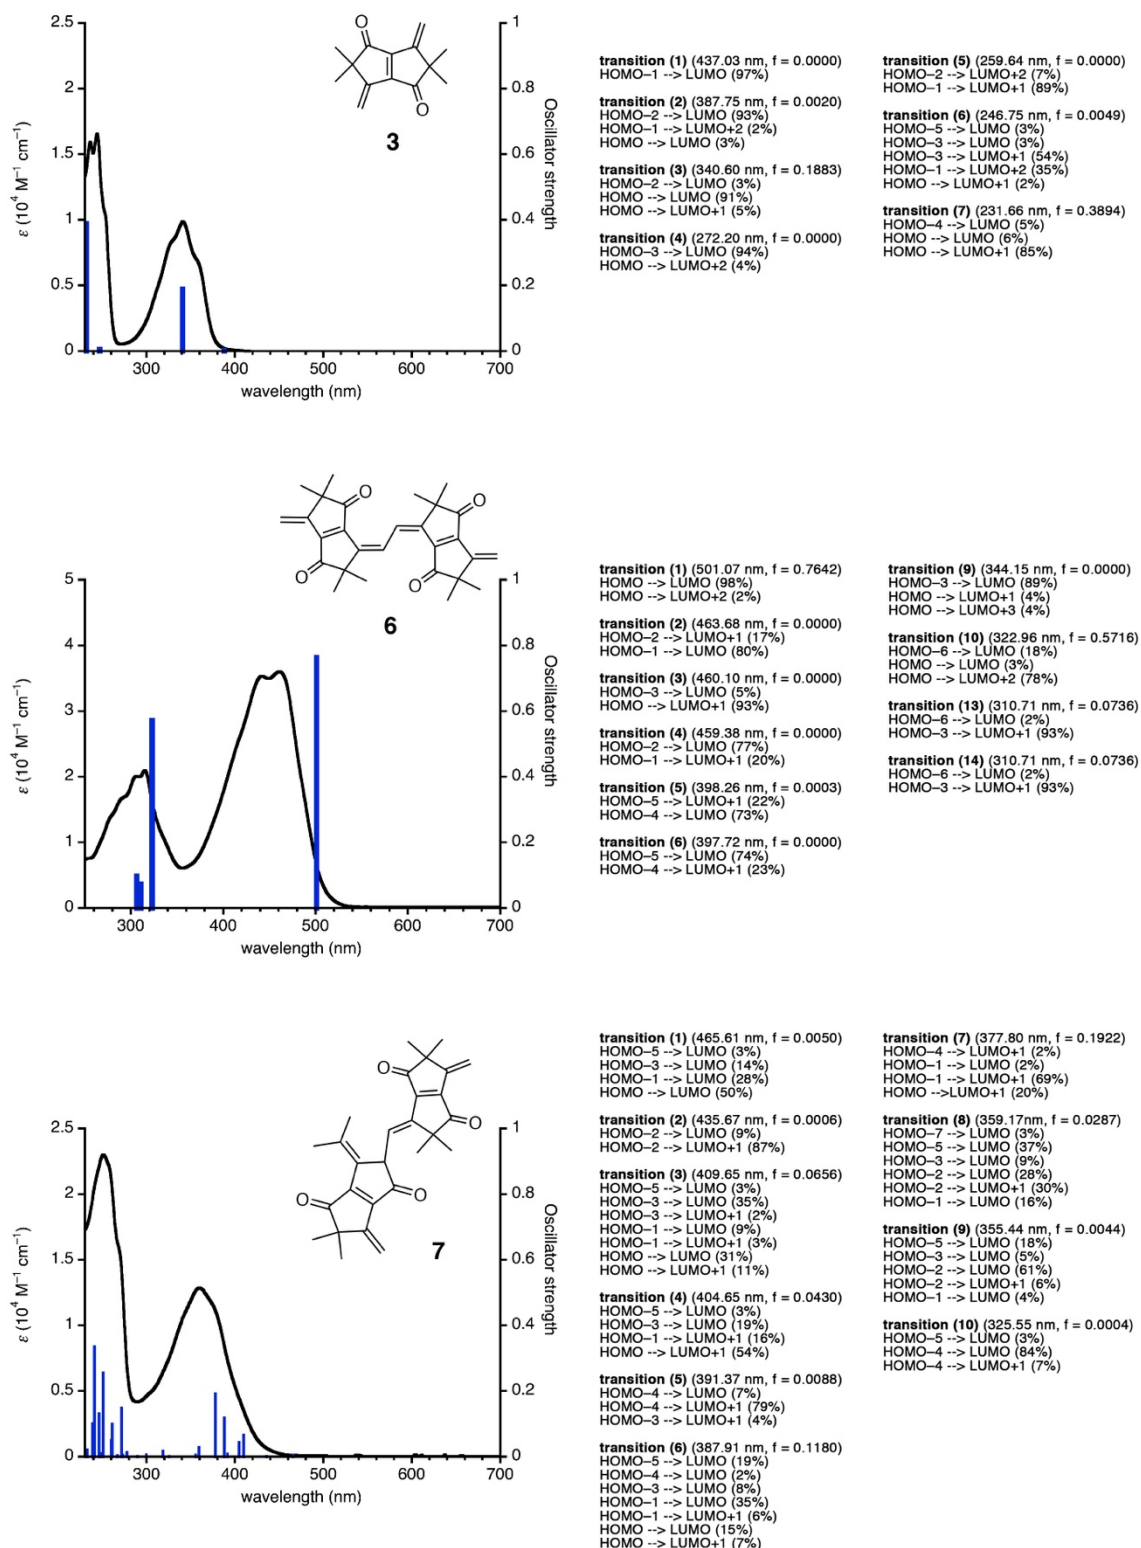 2.5
2
1.5
1
0.5
0
1
0.8
0.6
0.4
0.2
0
300
400
500
600
700
ε (10⁴ M⁻¹ cm⁻¹)
Oscillator strength
wavelength (nm)
O
O
3
transition (1) (437.03 nm, f = 0.0000)
HOMO−1 --> LUMO (97%)
transition (2) (387.75 nm, f = 0.0020)
HOMO−2 --> LUMO (93%)
HOMO−1 --> LUMO+2 (2%)
HOMO --> LUMO (3%)
transition (3) (340.60 nm, f = 0.1883)
HOMO−2 --> LUMO (3%)
HOMO --> LUMO (91%)
HOMO --> LUMO+1 (5%)
transition (4) (272.20 nm, f = 0.0000)
HOMO−3 --> LUMO (94%)
HOMO --> LUMO+2 (4%)
transition (5) (259.64 nm, f = 0.0000)
HOMO−2 --> LUMO+2 (7%)
HOMO−1 --> LUMO+1 (89%)
transition (6) (246.75 nm, f = 0.0049)
HOMO−5 --> LUMO (3%)
HOMO−3 --> LUMO (3%)
HOMO−3 --> LUMO+1 (54%)
HOMO−1 --> LUMO+2 (35%)
HOMO --> LUMO+1 (2%)
transition (7) (231.66 nm, f = 0.3894)
HOMO−4 --> LUMO (5%)
HOMO --> LUMO (6%)
HOMO --> LUMO+1 (85%)
5
4
3
2
1
0
1
0.8
0.6
0.4
0.2
0
300
400
500
600
700
ε (10⁴ M⁻¹ cm⁻¹)
Oscillator strength
wavelength (nm)
O
O
O
O
6
transition (1) (501.07 nm, f = 0.7642)
HOMO --> LUMO (98%)
HOMO --> LUMO+2 (2%)
transition (2) (463.68 nm, f = 0.0000)
HOMO−2 --> LUMO+1 (17%)
HOMO−1 --> LUMO (80%)
transition (3) (460.10 nm, f = 0.0000)
HOMO−3 --> LUMO (5%)
HOMO --> LUMO+1 (93%)
transition (4) (459.38 nm, f = 0.0000)
HOMO−2 --> LUMO (77%)
HOMO−1 --> LUMO+1 (20%)
transition (5) (398.26 nm, f = 0.0003)
HOMO−5 --> LUMO+1 (22%)
HOMO−4 --> LUMO (73%)
transition (6) (397.72 nm, f = 0.0000)
HOMO−5 --> LUMO (74%)
HOMO−4 --> LUMO+1 (23%)
transition (9) (344.15 nm, f = 0.0000)
HOMO−3 --> LUMO (89%)
HOMO --> LUMO+1 (4%)
HOMO --> LUMO+3 (4%)
transition (10) (322.96 nm, f = 0.5716)
HOMO−6 --> LUMO (18%)
HOMO --> LUMO (3%)
HOMO --> LUMO+2 (78%)
transition (13) (310.71 nm, f = 0.0736)
HOMO−6 --> LUMO (2%)
HOMO−3 --> LUMO+1 (93%)
transition (14) (310.71 nm, f = 0.0736)
HOMO−6 --> LUMO (2%)
HOMO−3 --> LUMO+1 (93%)
2.5
2
1.5
1
0.5
0
1
0.8
0.6
0.4
0.2
0
300
400
500
600
700
ε (10⁴ M⁻¹ cm⁻¹)
Oscillator strength
wavelength (nm)
O
O
O
O
7
transition (1) (465.61 nm, f = 0.0050)
HOMO−5 --> LUMO (3%)
HOMO−3 --> LUMO (14%)
HOMO−1 --> LUMO (28%)
HOMO --> LUMO (50%)
transition (2) (435.67 nm, f = 0.0006)
HOMO−2 --> LUMO (9%)
HOMO−2 --> LUMO+1 (87%)
transition (3) (409.65 nm, f = 0.0656)
HOMO−5 --> LUMO (3%)
HOMO−3 --> LUMO (35%)
HOMO−3 --> LUMO+1 (2%)
HOMO−1 --> LUMO (9%)
HOMO−1 --> LUMO+1 (3%)
HOMO --> LUMO (31%)
HOMO --> LUMO+1 (11%)
transition (4) (404.65 nm, f = 0.0430)
HOMO−5 --> LUMO (3%)
HOMO−3 --> LUMO (19%)
HOMO−1 --> LUMO+1 (16%)
HOMO --> LUMO+1 (54%)
transition (5) (391.37 nm, f = 0.0088)
HOMO−4 --> LUMO (7%)
HOMO−4 --> LUMO+1 (79%)
HOMO−3 --> LUMO+1 (4%)
transition (6) (387.91 nm, f = 0.1180)
HOMO−5 --> LUMO (19%)
HOMO−4 --> LUMO (2%)
HOMO−3 --> LUMO (8%)
HOMO−1 --> LUMO (35%)
HOMO−1 --> LUMO+1 (6%)
HOMO --> LUMO (15%)
HOMO --> LUMO+1 (7%)
transition (7) (377.80 nm, f = 0.1922)
HOMO−4 --> LUMO+1 (2%)
HOMO−1 --> LUMO (2%)
HOMO−1 --> LUMO+1 (69%)
HOMO -->LUMO+1 (20%)
transition (8) (359.17nm, f = 0.0287)
HOMO−7 --> LUMO (3%)
HOMO−5 --> LUMO (37%)
HOMO−3 --> LUMO (9%)
HOMO−2 --> LUMO (28%)
HOMO−2 --> LUMO+1 (30%)
HOMO−1 --> LUMO (16%)
transition (9) (355.44 nm, f = 0.0044)
HOMO−5 --> LUMO (18%)
HOMO−3 --> LUMO (5%)
HOMO−2 --> LUMO (61%)
HOMO−2 --> LUMO+1 (6%)
HOMO−1 --> LUMO (4%)
transition (10) (325.55 nm, f = 0.0004)
HOMO−5 --> LUMO (3%)
HOMO−4 --> LUMO (84%)
HOMO−4 --> LUMO+1 (7%)